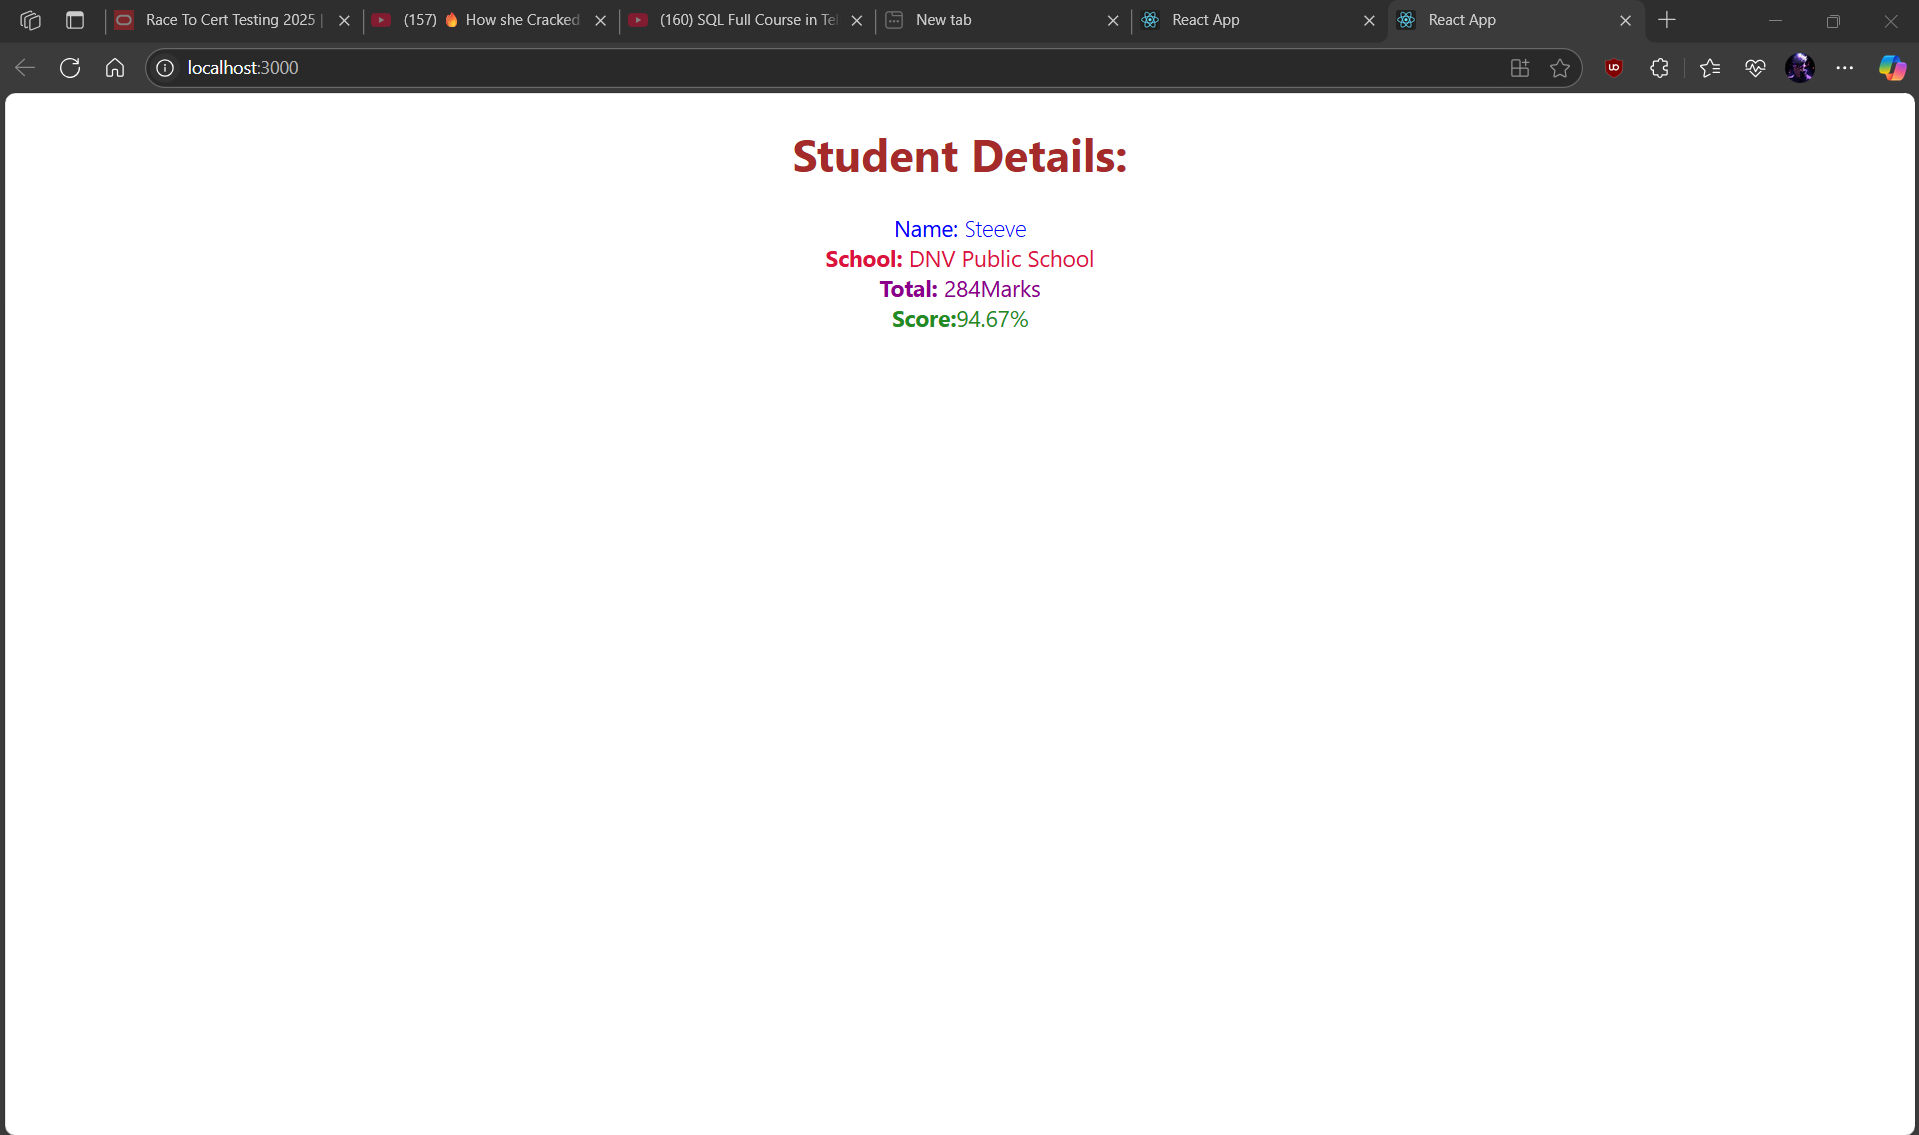 Race To Cert Testing 2025 |
(157) 🔥 How she Cracked
(160) SQL Full Course in Tel
New tab
React App
React App
localhost:3000
Student Details:
Name: Steeve
School: DNV Public School
Total: 284Marks
Score:94.67%